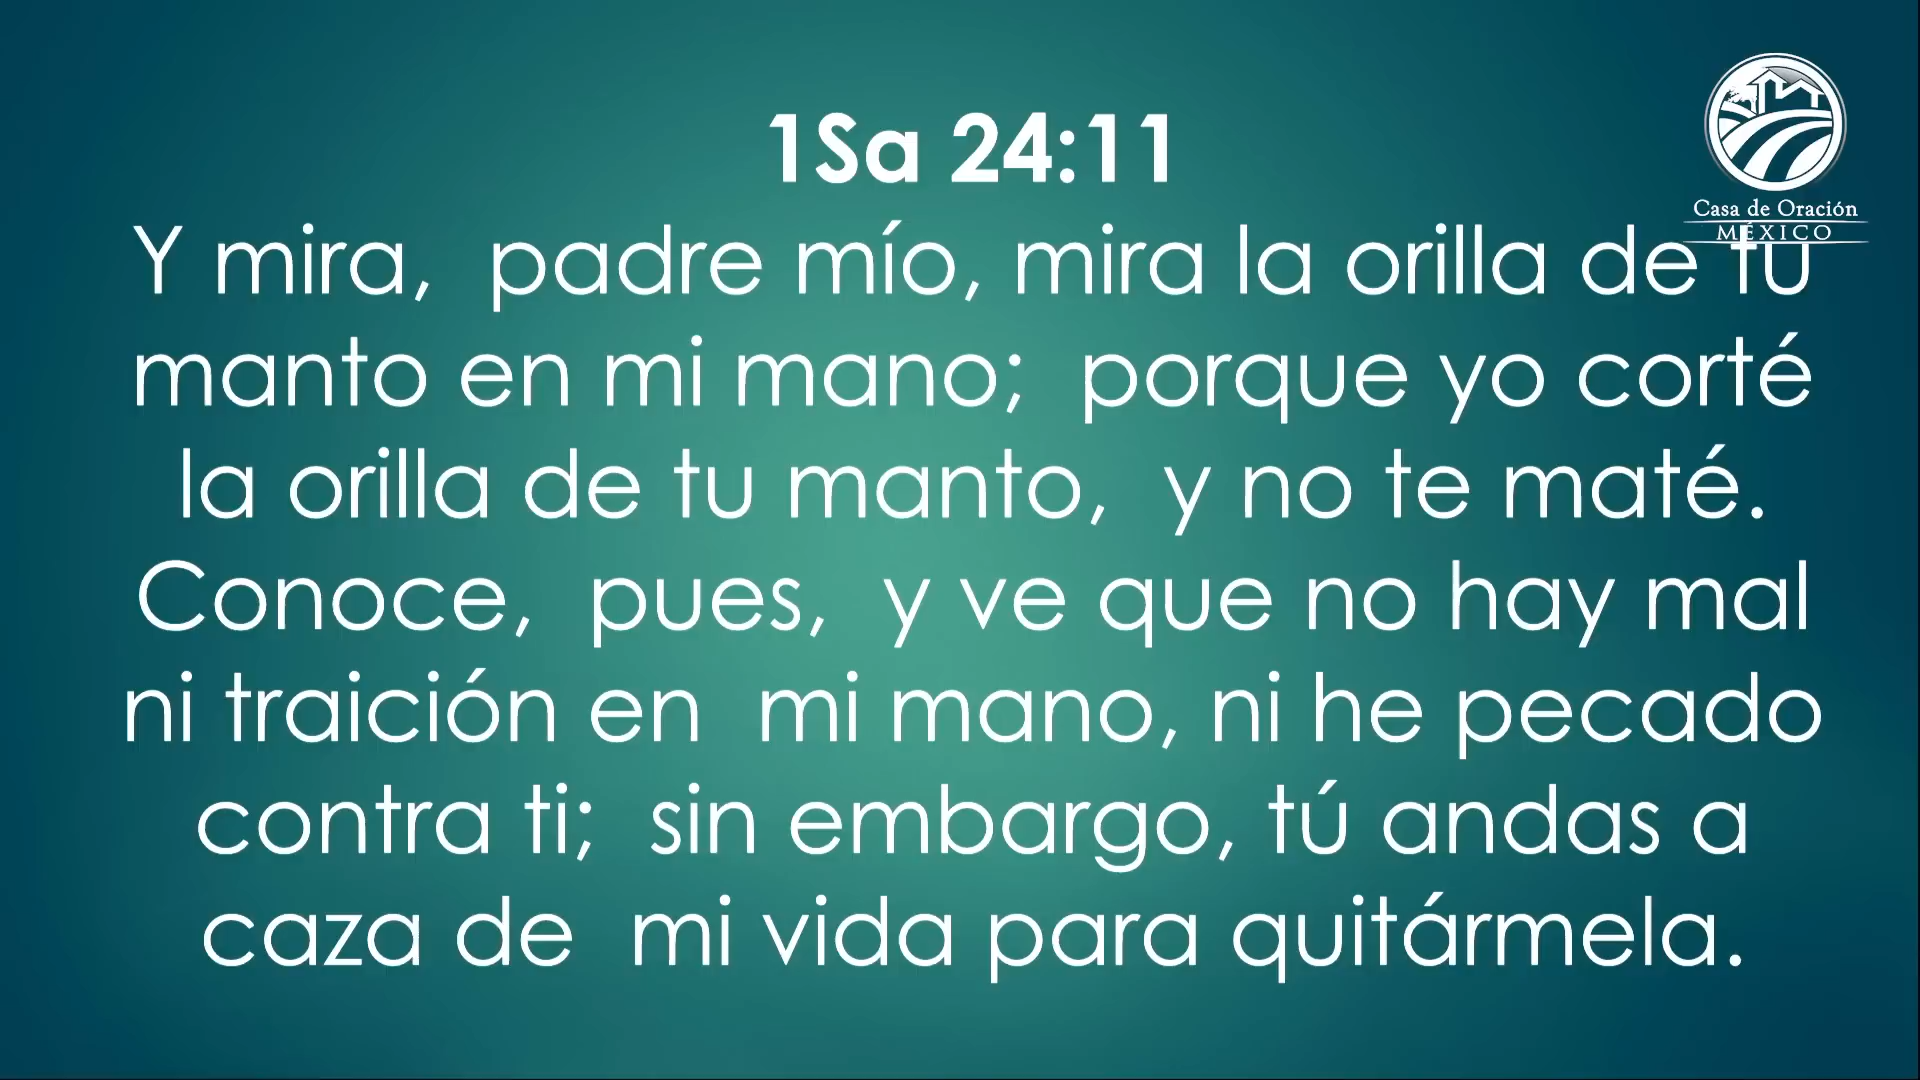 1Sa 24:11
Casa de Oración
MÉXICO
Y mira, padre mío, mira la orilla de tu
manto en mi mano; porque yo corté
la orilla de tu manto, y no te maté.
Conoce, pues, y ve que no hay mal
ni traición en mi mano, ni he pecado
contra ti; sin embargo, tú andas a
caza de mi vida para quitármela.